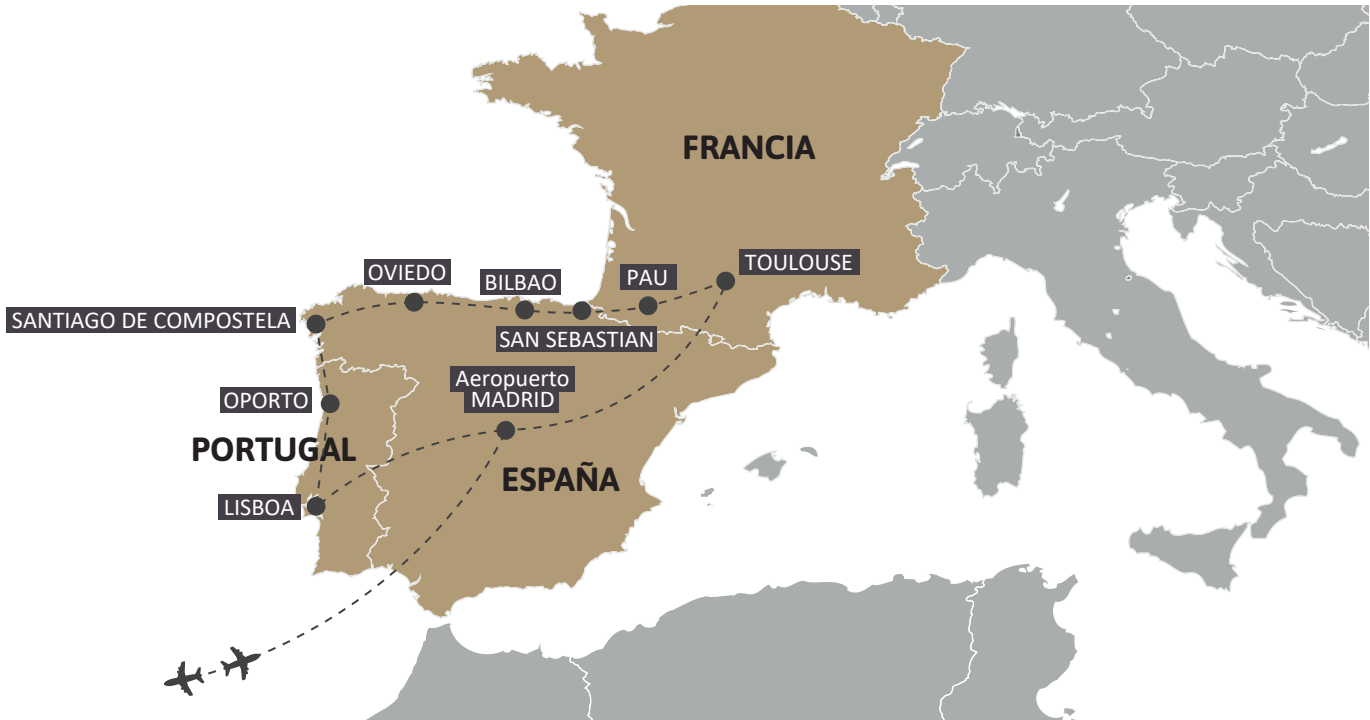 FRANCIA
OVIEDO
BILBAO
PAU
TOULOUSE
SANTIAGO DE COMPOSTELA
SAN SEBASTIAN
Aeropuerto
MADRID
OPORTO
PORTUGAL
ESPAÑA
LISBOA